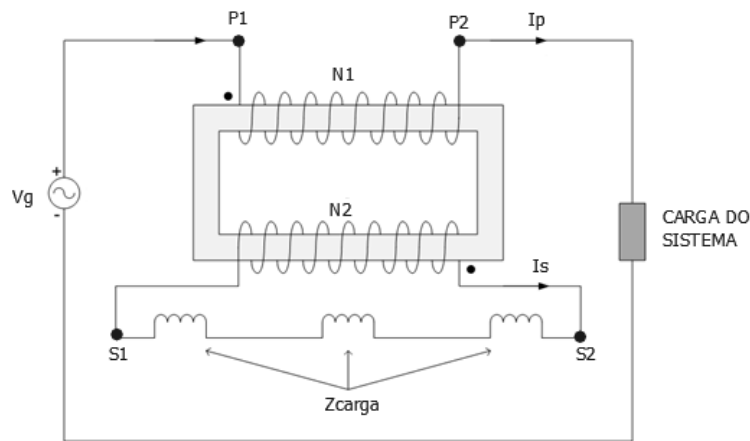 P1
P2
Ip
N1
+
Vg
-
N2
CARGA DO
SISTEMA
Is
S1
S2
Zcarga